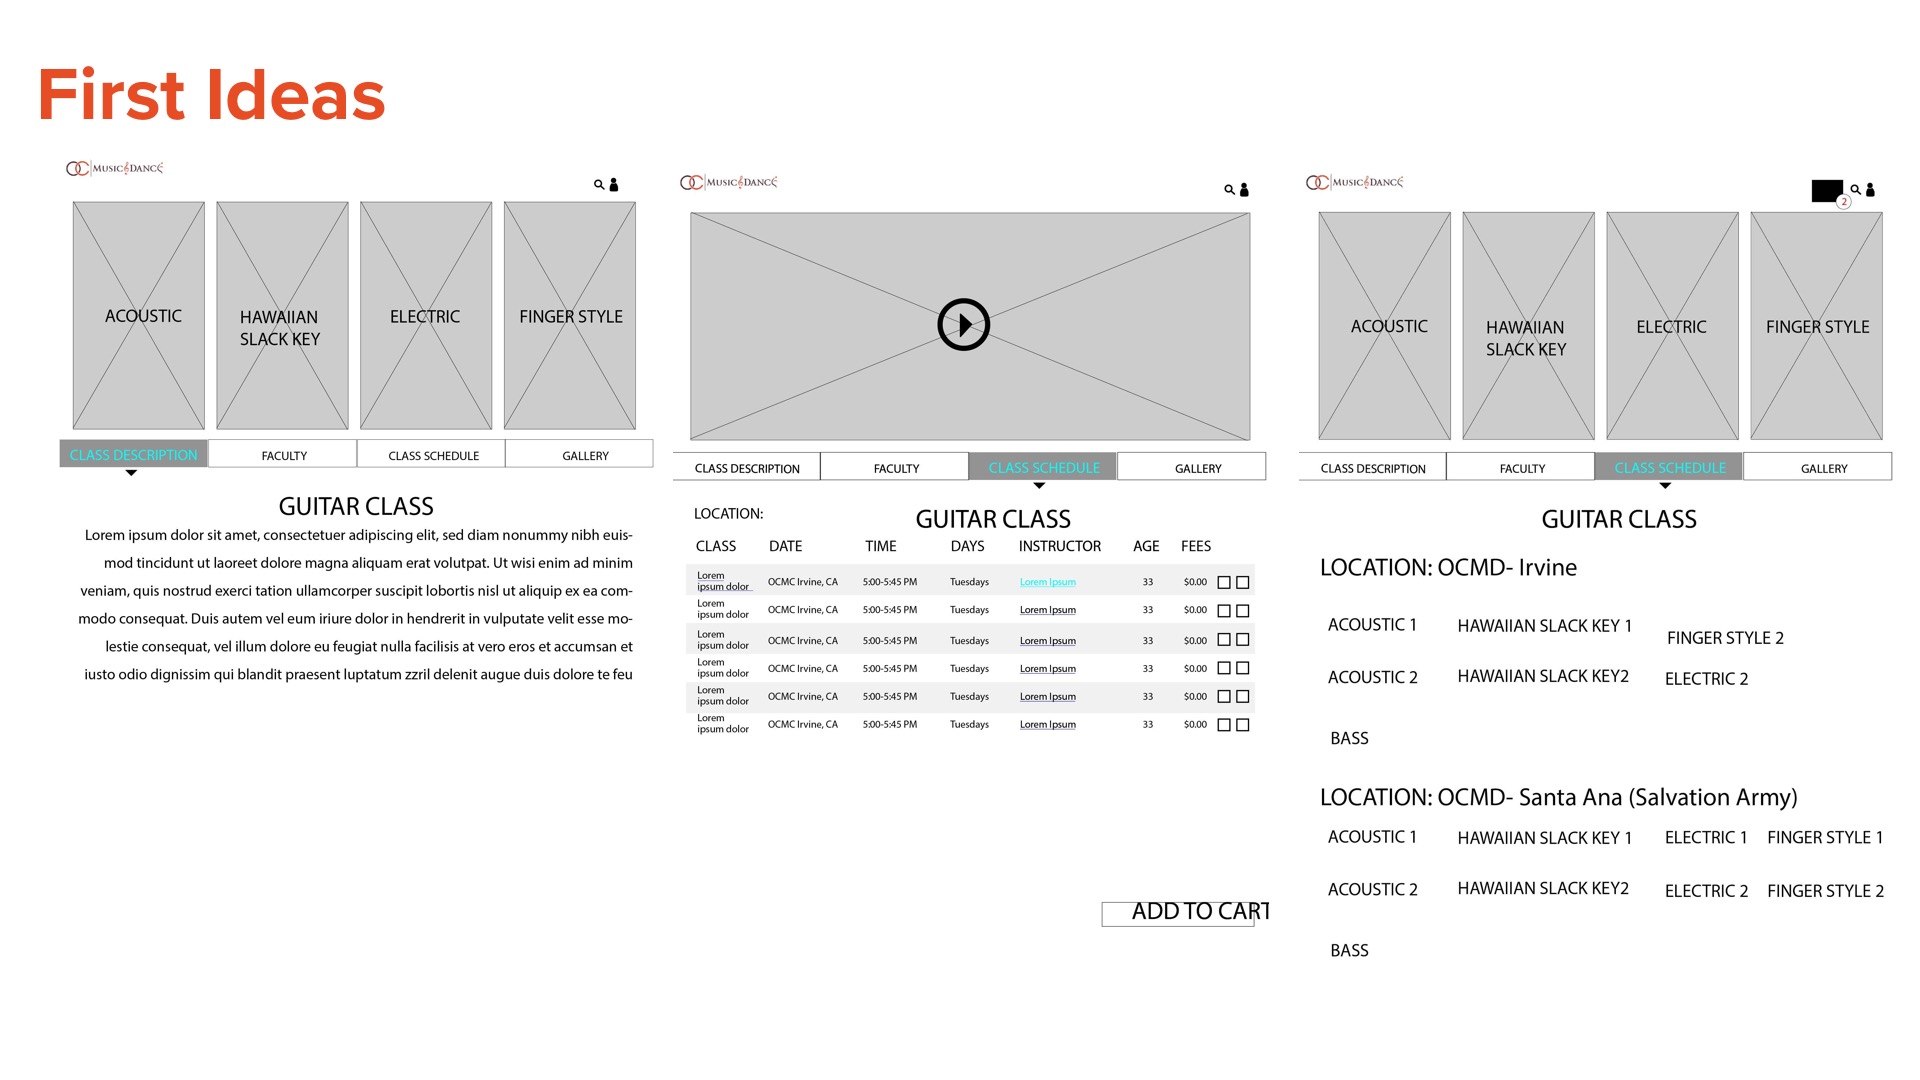 First Ideas
OC MUSIC & DANCE
ACOUSTIC
HAWAIIAN
SLACK KEY
ELECTRIC
FINGER STYLE
CLASS DESCRIPTION
FACULTY
CLASS SCHEDULE
GALLERY
GUITAR CLASS
Lorem ipsum dolor sit amet, consectetuer adipiscing elit, sed diam nonummy nibh euis-
mod tincidunt ut laoreet dolore magna aliquam erat volutpat. Ut wisi enim ad minim
veniam, quis nostrud exerci tation ullamcorper suscipit lobortis nisl ut aliquip ex ea com-
modo consequat. Duis autem vel eum iriure dolor in hendrerit in vulputate velit esse mo-
lestie consequat, vel illum dolore eu feugiat nulla facilisis at vero eros et accumsan et
iusto odio dignissim qui blandit praesent luptatum zzril delenit augue duis dolore te feu
OC MUSIC & DANCE
CLASS DESCRIPTION
FACULTY
CLASS SCHEDULE
GALLERY
LOCATION:
GUITAR CLASS
CLASS DATE TIME DAYS INSTRUCTOR AGE FEES
Lorem
ipsum dolor OCMC Irvine, CA 5:00-5:45 PM Tuesdays Lorem Ipsum 33 $0.00
Lorem
ipsum dolor OCMC Irvine, CA 5:00-5:45 PM Tuesdays Lorem Ipsum 33 $0.00
Lorem
ipsum dolor OCMC Irvine, CA 5:00-5:45 PM Tuesdays Lorem Ipsum 33 $0.00
Lorem
ipsum dolor OCMC Irvine, CA 5:00-5:45 PM Tuesdays Lorem Ipsum 33 $0.00
Lorem
ipsum dolor OCMC Irvine, CA 5:00-5:45 PM Tuesdays Lorem Ipsum 33 $0.00
Lorem
ipsum dolor OCMC Irvine, CA 5:00-5:45 PM Tuesdays Lorem Ipsum 33 $0.00
ADD TO CART
OC MUSIC & DANCE
2
ACOUSTIC
HAWAIIAN
SLACK KEY
ELECTRIC
FINGER STYLE
CLASS DESCRIPTION
FACULTY
CLASS SCHEDULE
GALLERY
GUITAR CLASS
LOCATION: OCMD- Irvine
ACOUSTIC 1 HAWAIIAN SLACK KEY 1 FINGER STYLE 2
ACOUSTIC 2 HAWAIIAN SLACK KEY2 ELECTRIC 2
BASS
LOCATION: OCMD- Santa Ana (Salvation Army)
ACOUSTIC 1 HAWAIIAN SLACK KEY 1 ELECTRIC 1 FINGER STYLE 1
ACOUSTIC 2 HAWAIIAN SLACK KEY2 ELECTRIC 2 FINGER STYLE 2
BASS